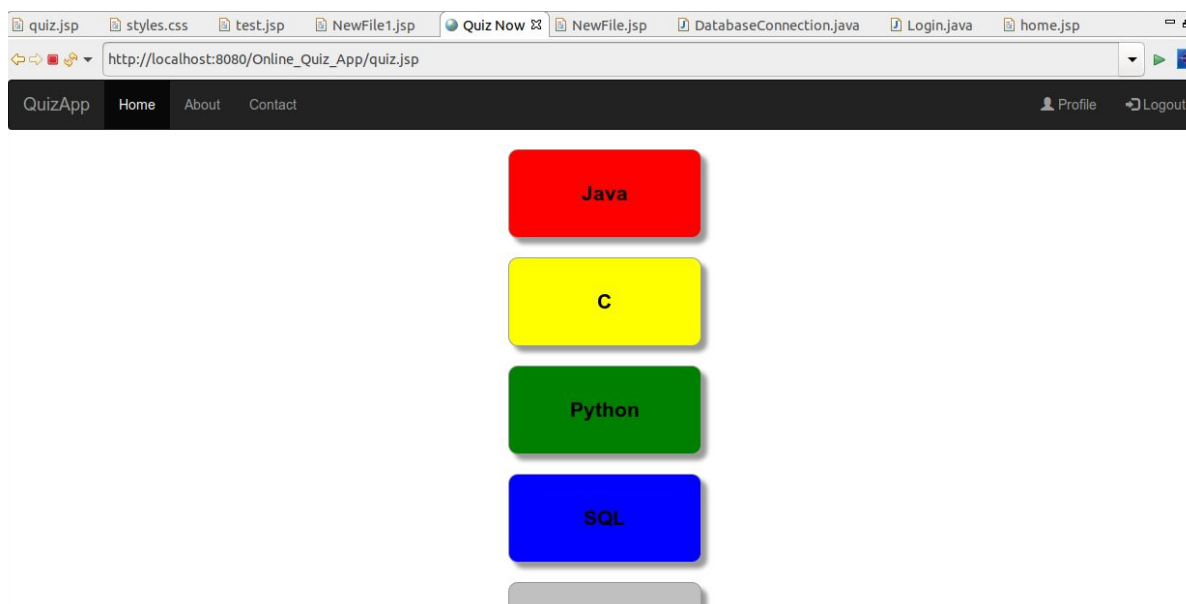 quiz.jsp styles.css test.jsp NewFile1.jsp Quiz Now NewFile.jsp DatabaseConnection.java Login.java home.jsp
http://localhost:8080/Online_Quiz_App/quiz.jsp
QuizApp Home About Contact Profile Logout
Java
C
Python
SQL